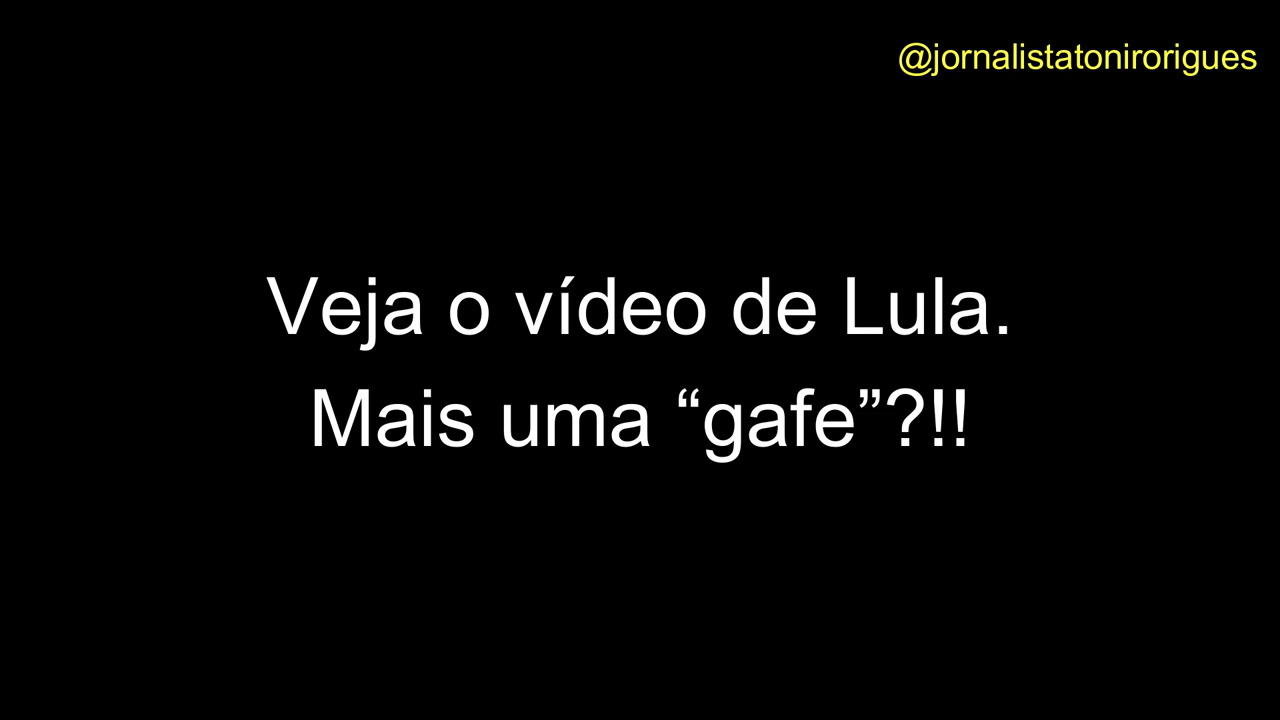 @jornalistatonirorigues
Veja o vídeo de Lula.
Mais uma “gafe”?!!